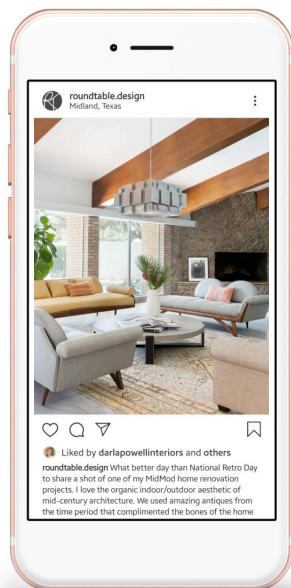 roundtable.design
Midland, Texas
Liked by darlapowellinteriors and others
roundtable.design What better day than National Retro Day
to share a shot of one of my MidMod home renovation
projects. I love the organic indoor/outdoor aesthetic of
mid-century architecture. We used amazing antiques from
the time period that complimented the bones of the home